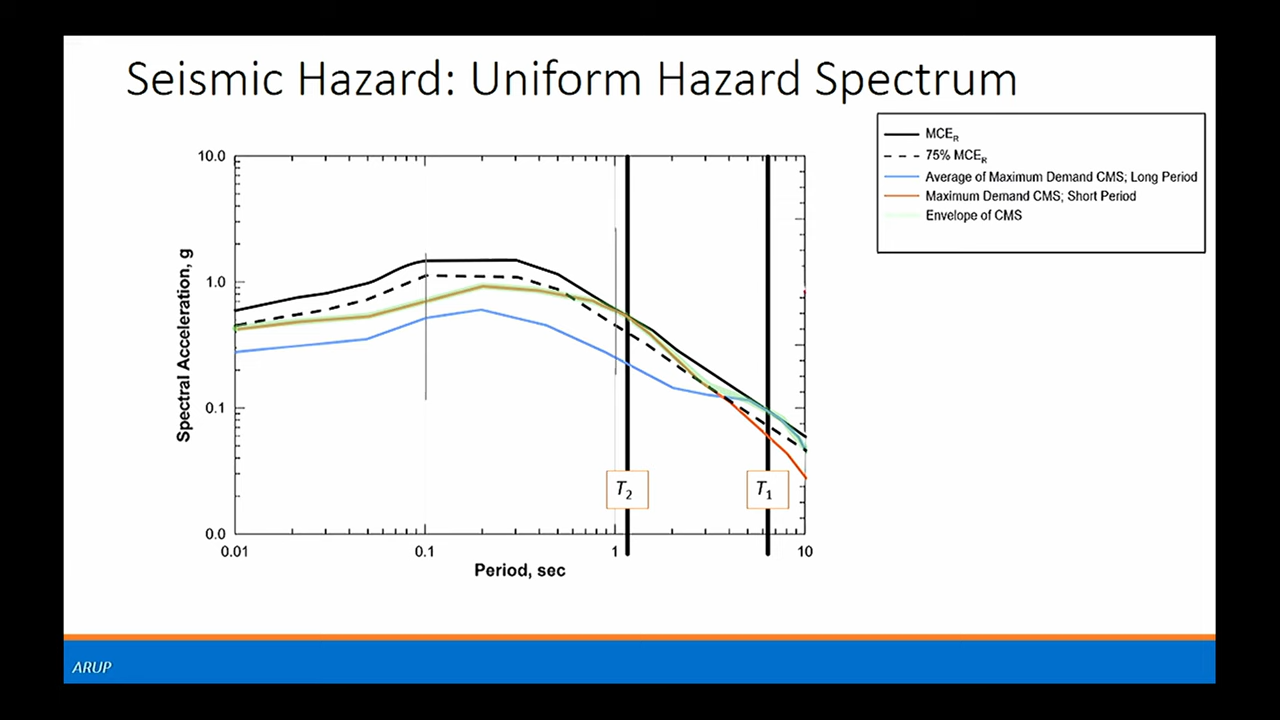 Seismic Hazard: Uniform Hazard Spectrum
MCE_R
75% MCE_R
Average of Maximum Demand CMS; Long Period
Maximum Demand CMS; Short Period
Envelope of CMS
10.0
1.0
0.1
0.0
Spectral Acceleration, g
T_2
T_1
0.01
0.1
1
10
Period, sec
ARUP